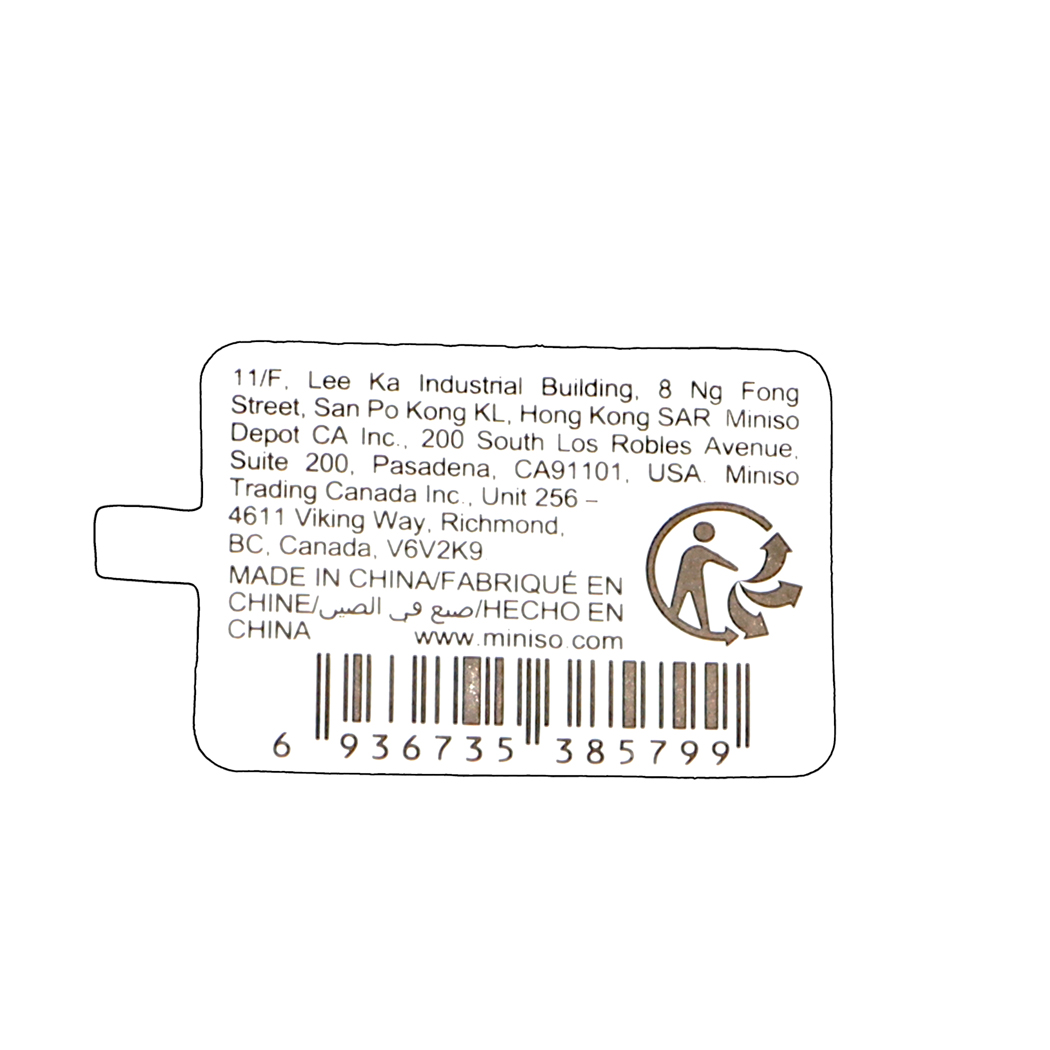 11/F, Lee Ka Industrial Building, 8 Ng Fong
Street, San Po Kong KL, Hong Kong SAR Miniso
Depot CA Inc., 200 South Los Robles Avenue,
Suite 200, Pasadena, CA91101, USA. Miniso
Trading Canada Inc., Unit 256 –
4611 Viking Way, Richmond,
BC, Canada, V6V2K9
MADE IN CHINA/FABRIQUÉ EN
CHINE/صنع في الصين/HECHO EN
CHINA www.miniso.com
6 936735 385799